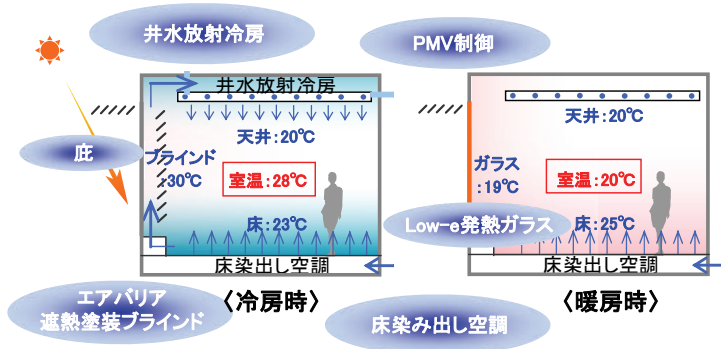 井水放射冷房
PMV制御
井水放射冷房
天井:20℃
庇
ブラインド
:30℃
室温:28℃
床:23℃
床染出し空調
〈冷房時〉
エアバリア
遮熱塗装ブラインド
天井:20℃
ガラス
:19℃
室温:20℃
Low-e発熱ガラス
床:25℃
床染出し空調
〈暖房時〉
床染み出し空調